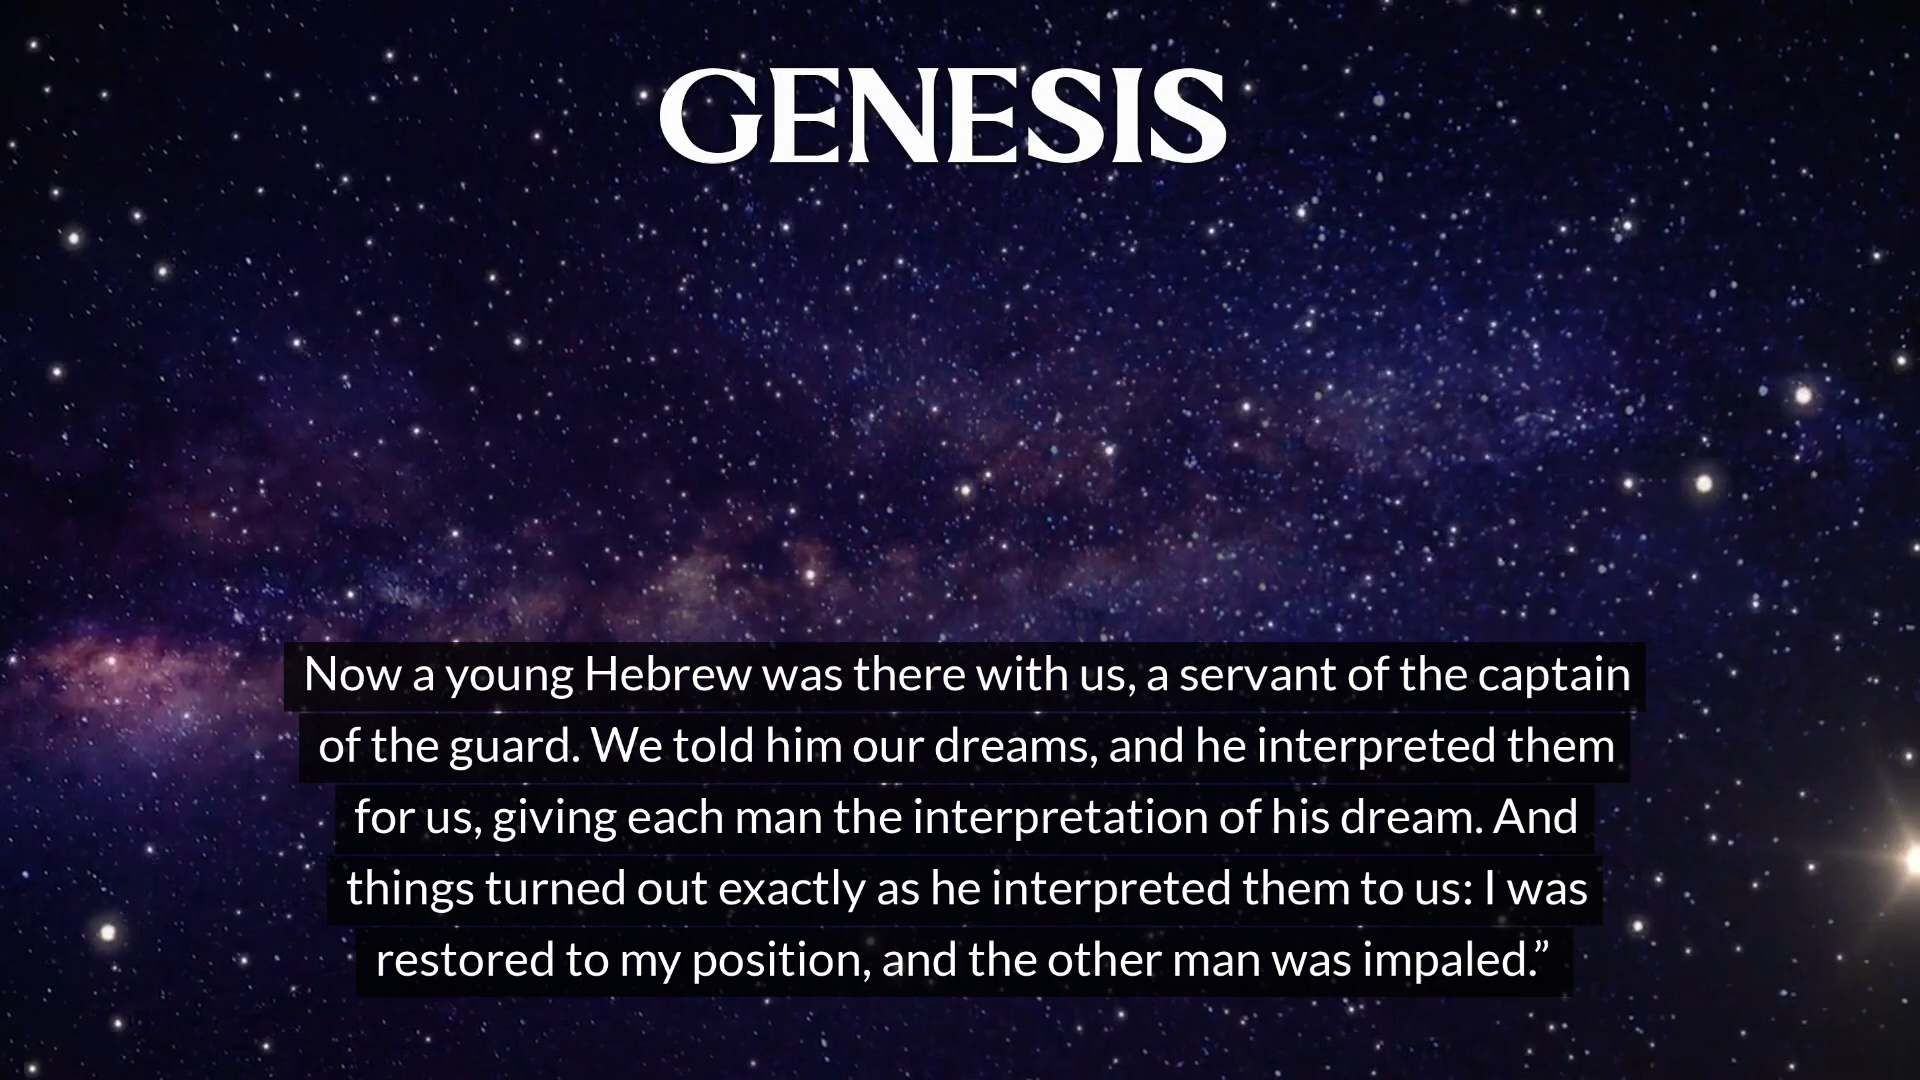 GENESIS
Now a young Hebrew was there with us, a servant of the captain
of the guard. We told him our dreams, and he interpreted them
for us, giving each man the interpretation of his dream. And
things turned out exactly as he interpreted them to us: I was
restored to my position, and the other man was impaled.”